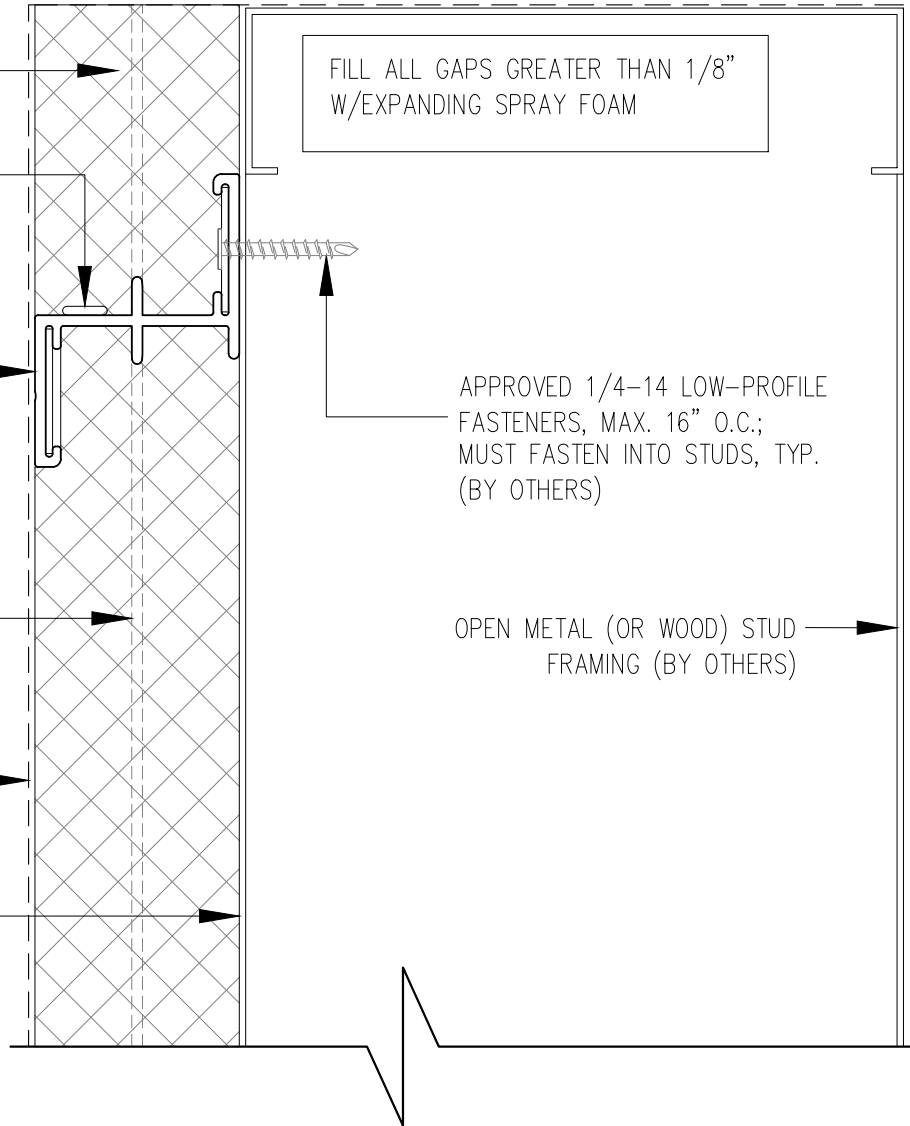 FILL ALL GAPS GREATER THAN 1/8"
W/EXPANDING SPRAY FOAM
APPROVED 1/4-14 LOW-PROFILE
FASTENERS, MAX. 16" O.C.;
MUST FASTEN INTO STUDS, TYP.
(BY OTHERS)
OPEN METAL (OR WOOD) STUD
FRAMING (BY OTHERS)